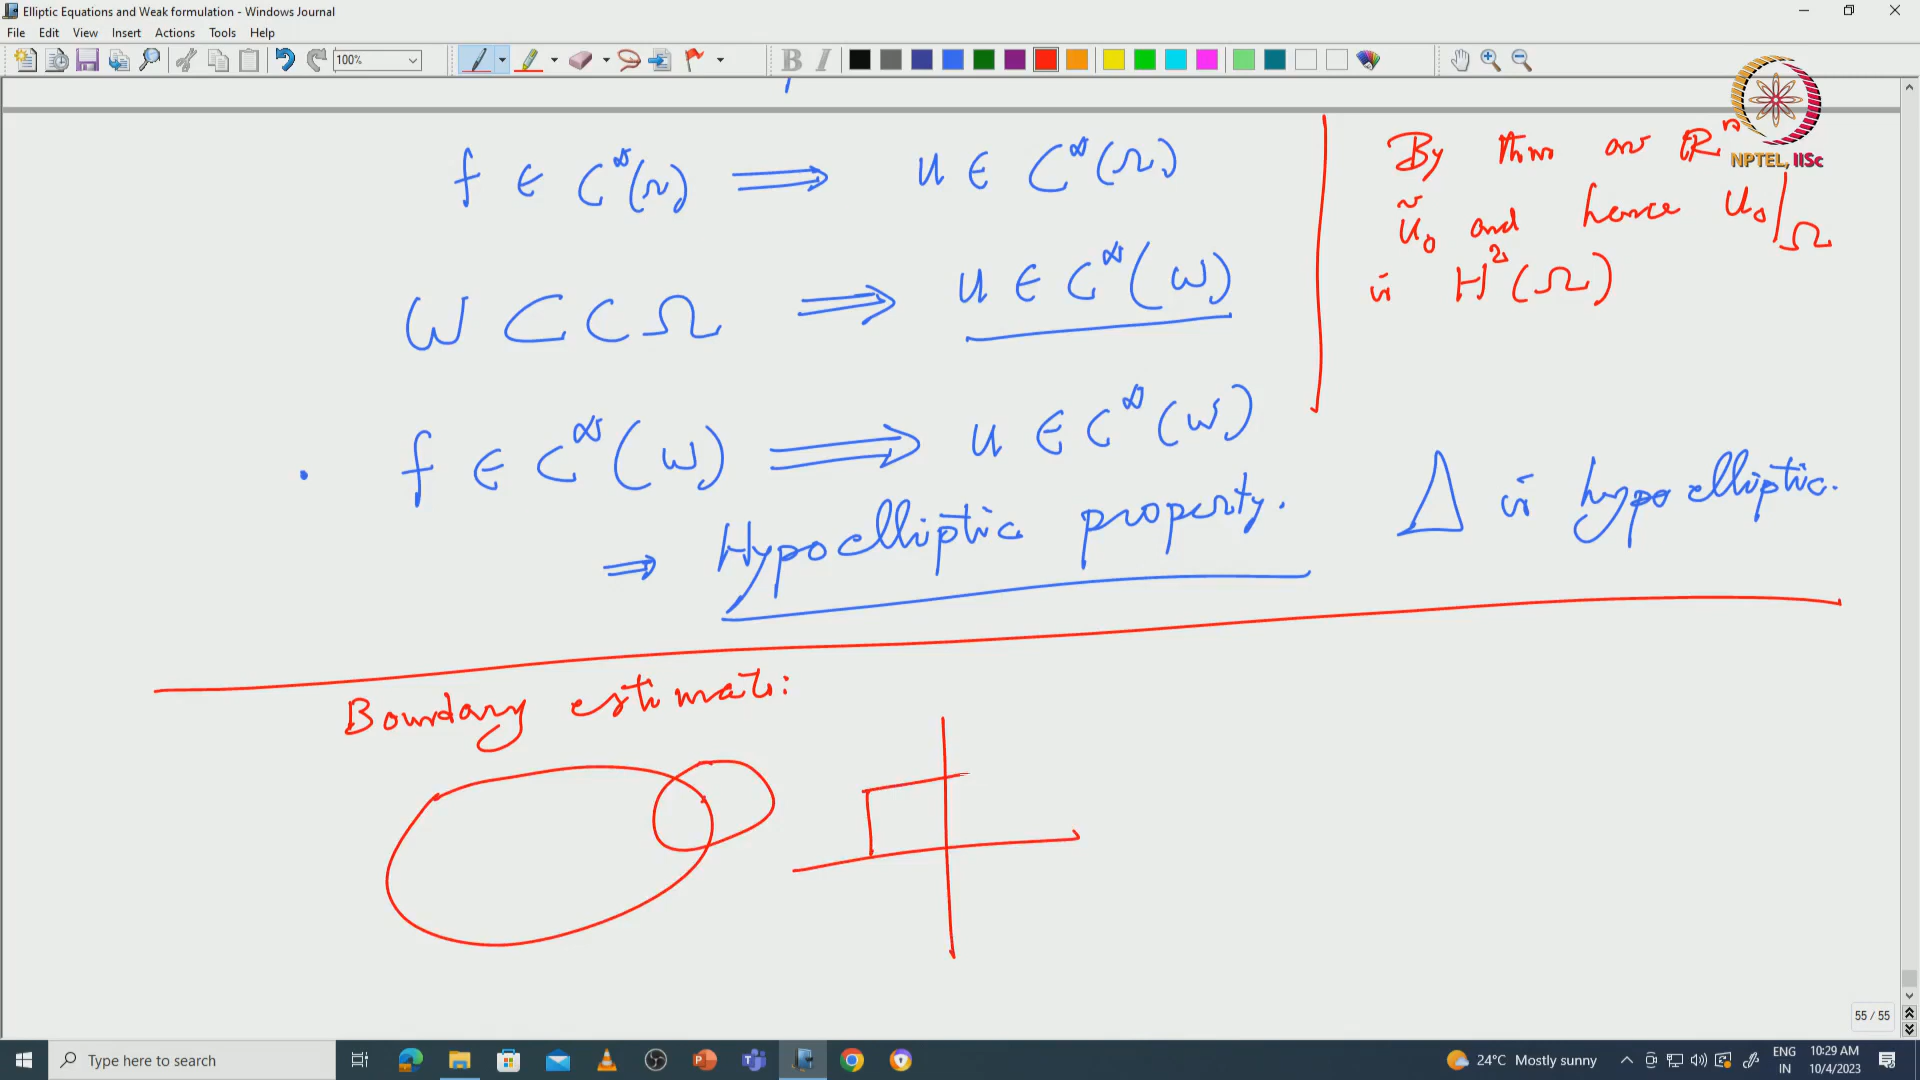 Elliptic Equations and Weak formulation - Windows Journal
File Edit View Insert Actions Tools Help
100%
NPTEL, IISc
f ∈ C^∞(Ω) ⟹ u ∈ C^∞(Ω)
ω ⊂⊂ Ω ⟹ u ∈ C^∞(ω)
• f ∈ C^∞(ω) ⟹ u ∈ C^∞(ω)
⇒ Hypoelliptic property.
By thm on ℝⁿ
ũ₀ and hence u₀|Ω
is H²(Ω)
Δ is hypoelliptic.
Boundary estimate:
55 / 55
Type here to search
24°C Mostly sunny
ENG
IN
10:29 AM
10/4/2023